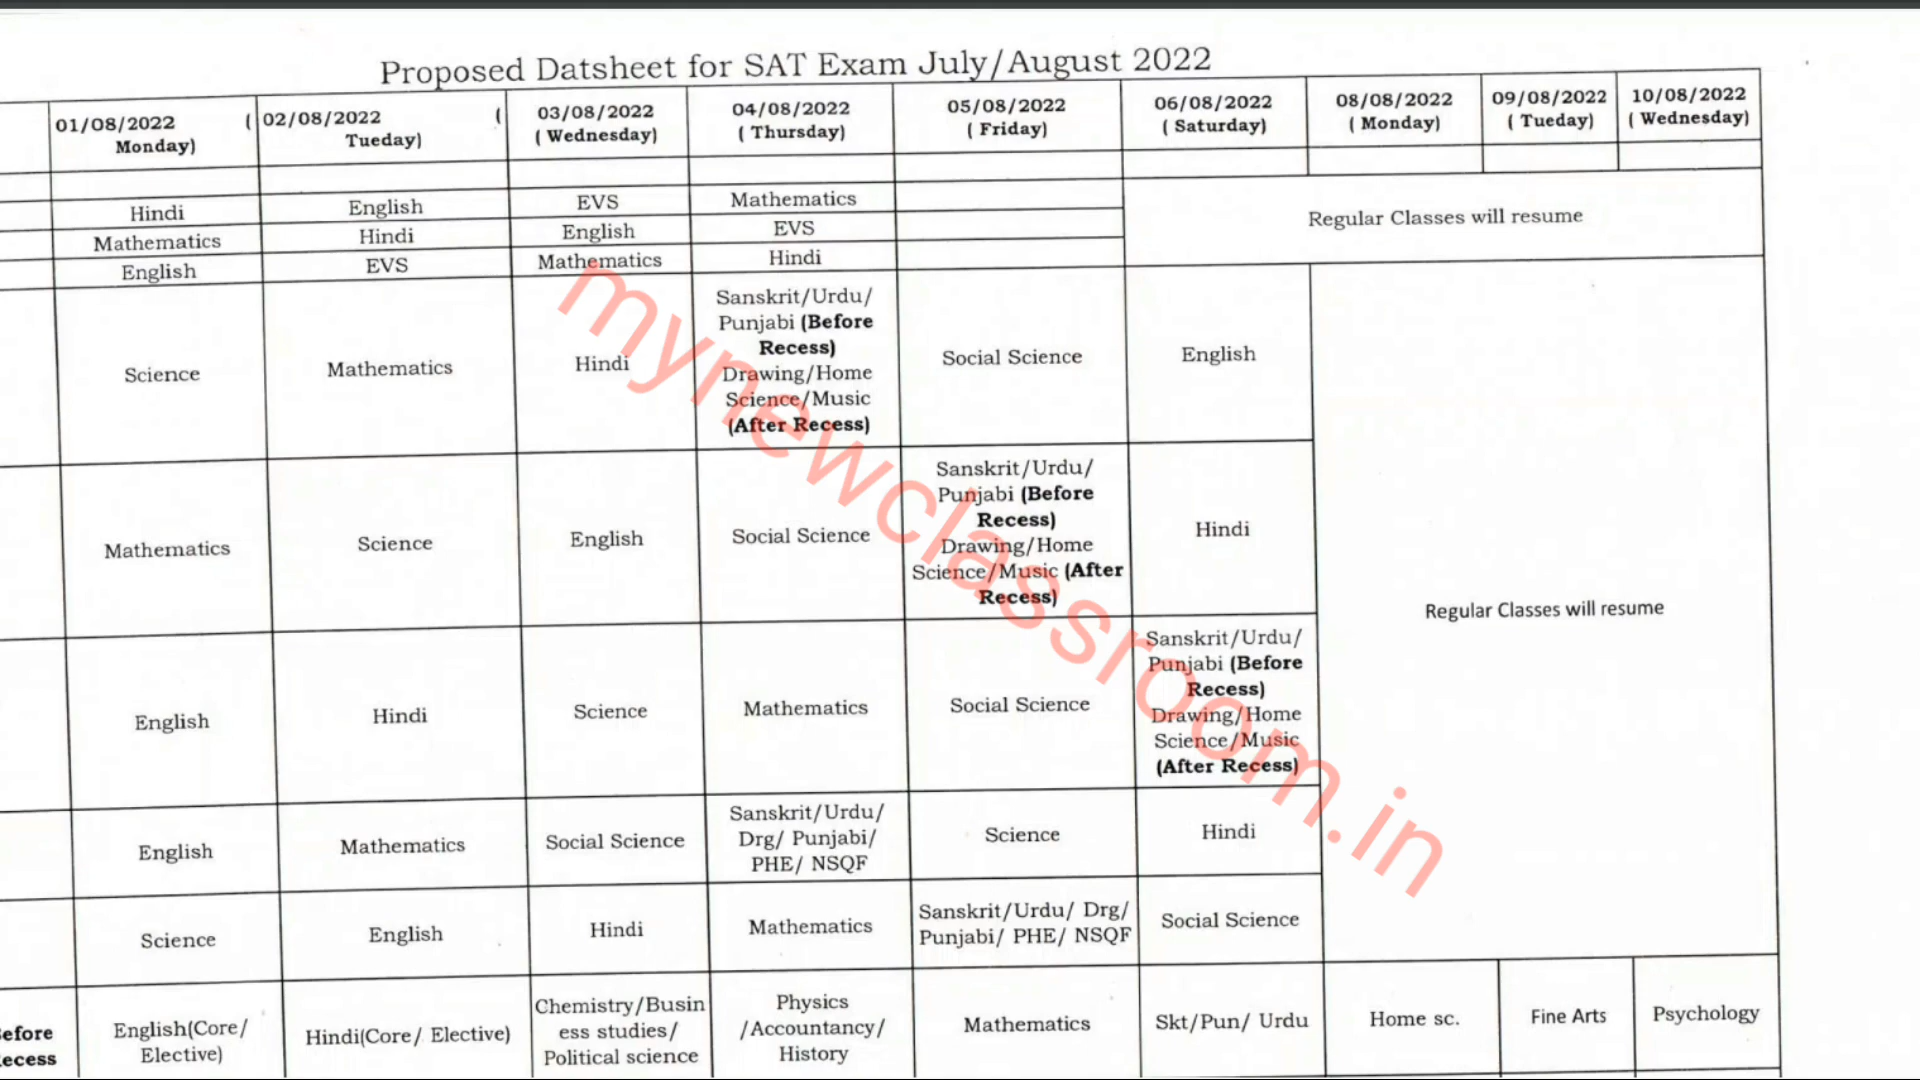 Proposed Datsheet for SAT Exam July/August 2022
01/08/2022 ( Monday)
02/08/2022 ( Tueday)
03/08/2022 ( Wednesday)
04/08/2022 ( Thursday)
05/08/2022 ( Friday)
06/08/2022 ( Saturday)
08/08/2022 ( Monday)
09/08/2022 ( Tueday)
10/08/2022 ( Wednesday)
Hindi English EVS Mathematics
Regular Classes will resume
Mathematics Hindi English EVS
English EVS Mathematics Hindi
Science
Mathematics
Hindi
Sanskrit/Urdu/
Punjabi (Before
Recess)
Drawing/Home
Science/Music
(After Recess)
Social Science
English
Mathematics
Science
English
Social Science
Sanskrit/Urdu/
Punjabi (Before
Recess)
Drawing/Home
Science/Music (After
Recess)
Hindi
Regular Classes will resume
English
Hindi
Science
Mathematics
Social Science
Sanskrit/Urdu/
Punjabi (Before
Recess)
Drawing/Home
Science/Music
(After Recess)
English
Mathematics
Social Science
Sanskrit/Urdu/
Drg/ Punjabi/
PHE/ NSQF
Science
Hindi
Science
English
Hindi
Mathematics
Sanskrit/Urdu/ Drg/
Punjabi/ PHE/ NSQF
Social Science
English(Core/
Elective)
Hindi(Core/ Elective)
Chemistry/Busin
ess studies/
Political science
Physics
/Accountancy/
History
Mathematics
Skt/Pun/ Urdu
Home sc.
Fine Arts
Psychology
mynewclassroom.in